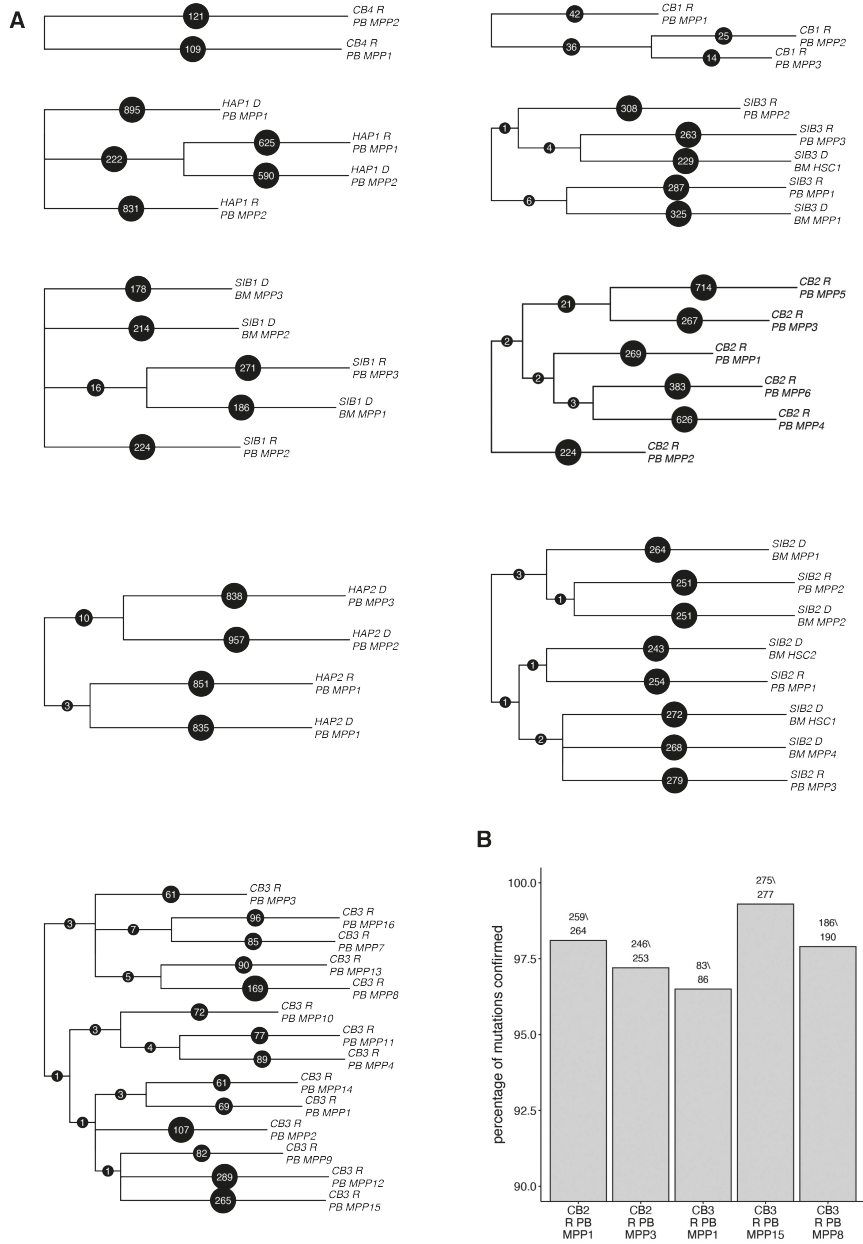 A
121
CB4 R
PB MPP2
109
CB4 R
PB MPP1
42
CB1 R
PB MPP1
36
25
CB1 R
PB MPP2
14
CB1 R
PB MPP3
895
HAP1 D
PB MPP1
222
625
HAP1 R
PB MPP1
590
HAP1 D
PB MPP2
831
HAP1 R
PB MPP2
1
308
SIB3 R
PB MPP2
4
263
SIB3 R
PB MPP3
229
SIB3 D
BM HSC1
6
287
SIB3 R
PB MPP1
325
SIB3 D
BM MPP1
178
SIB1 D
BM MPP3
214
SIB1 D
BM MPP2
16
271
SIB1 R
PB MPP3
186
SIB1 D
BM MPP1
224
SIB1 R
PB MPP2
2
21
714
CB2 R
PB MPP5
267
CB2 R
PB MPP3
2
269
CB2 R
PB MPP1
3
383
CB2 R
PB MPP6
626
CB2 R
PB MPP4
224
CB2 R
PB MPP2
10
838
HAP2 D
PB MPP3
957
HAP2 D
PB MPP2
3
851
HAP2 R
PB MPP1
835
HAP2 D
PB MPP1
3
264
SIB2 D
BM MPP1
1
251
SIB2 R
PB MPP2
251
SIB2 D
BM MPP2
1
1
243
SIB2 D
BM HSC2
254
SIB2 R
PB MPP1
2
272
SIB2 D
BM HSC1
268
SIB2 D
BM MPP4
279
SIB2 R
PB MPP3
3
61
CB3 R
PB MPP3
7
96
CB3 R
PB MPP16
85
CB3 R
PB MPP7
5
90
CB3 R
PB MPP13
169
CB3 R
PB MPP8
1
3
72
CB3 R
PB MPP10
4
77
CB3 R
PB MPP11
89
CB3 R
PB MPP4
1
3
61
CB3 R
PB MPP14
69
CB3 R
PB MPP1
107
CB3 R
PB MPP2
1
82
CB3 R
PB MPP9
289
CB3 R
PB MPP12
265
CB3 R
PB MPP15
B
percentage of mutations confirmed
100.0
97.5
95.0
92.5
90.0
259\
264
246\
253
83\
86
275\
277
186\
190
CB2
R PB
MPP1
CB2
R PB
MPP3
CB3
R PB
MPP1
CB3
R PB
MPP15
CB3
R PB
MPP8